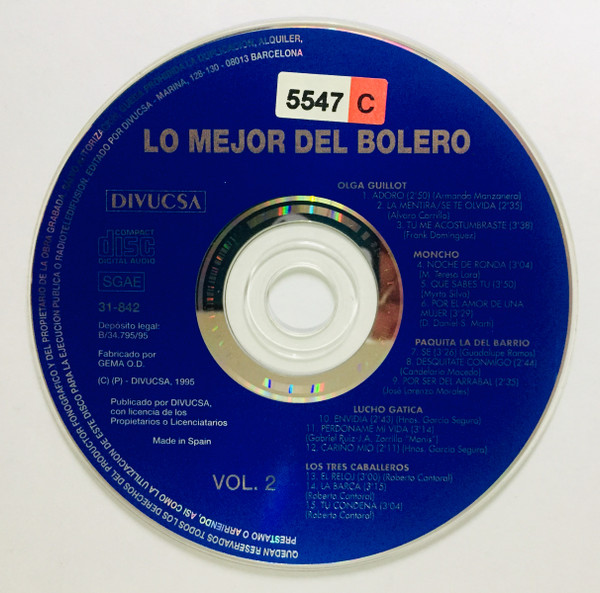 5547 C
LO MEJOR DEL BOLERO
DIVUCSA
COMPACT
disc
DIGITAL AUDIO
SGAE
31-842
Depósito legal:
B/34.795/95
Fabricado por
GEMA O.D.
(C) (P) - DIVUCSA, 1995
Publicado por DIVUCSA,
con licencia de los
Propietarios o Licenciatarios
Made in Spain
VOL. 2
OLGA GUILLOT
1. ADORO (2'50) (Armando Manzanero)
2. LA MENTIRA/SE TE OLVIDA (2'35)
(Alvaro Carrillo)
3. TU ME ACOSTUMBRASTE (3'38)
(Frank Dominguez)
MONCHO
4. NOCHE DE RONDA (3'04)
(M. Teresa Lara)
5. QUE SABES TU (3'50)
(Myrta Silva)
6. POR EL AMOR DE UNA
MUJER (3'29)
(D. Daniel S. Marti)
PAQUITA LA DEL BARRIO
7. SE (3'26) (Guadalupe Ramos)
8. DESQUITATE CONMIGO (2'44)
(Candelario Macedo)
9. POR SER DEL ARRABAL (2'35)
(José Lorenzo Morales)
LUCHO GATICA
10. ENVIDIA (2'43) (Hnos. García Segura)
11. PERDONAME MI VIDA (3'14)
(Gabriel Ruiz-J.A. Zorrilla "Monis")
12. CARIÑO MIO (2'11) (Hnos. García Segura)
LOS TRES CABALLEROS
13. EL RELOJ (3'00) (Roberto Cantoral)
14. LA BARCA (3'15)
(Roberto Cantoral)
15. TU CONDENA (3'04)
(Roberto Cantoral)
QUEDAN RESERVADOS TODOS LOS DERECHOS DEL PRODUCTOR FONOGRAFICO Y DEL PROPIETARIO DE LA OBRA GRABADA. PROHIBIDA LA DUPLICACION, ALQUILER,
PRESTAMO O ARRIENDO, ASI COMO LA UTILIZACION DE ESTE DISCO PARA LA EJECUCION PUBLICA O RADIOTELEDIFUSION. EDITADO POR DIVUCSA - MARINA, 128-130 - 08013 BARCELONA